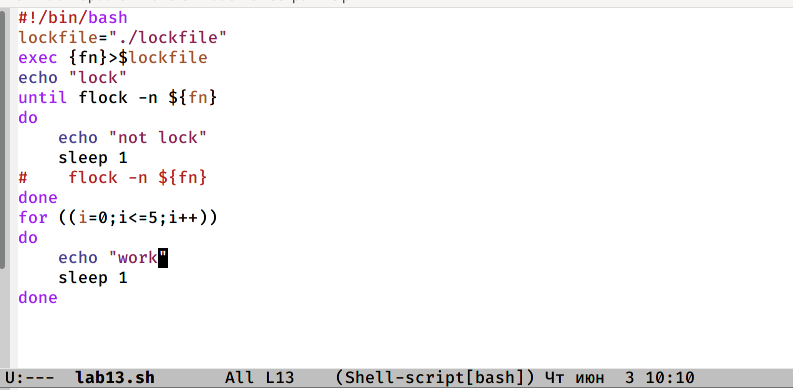 #!/bin/bash
lockfile="./lockfile"
exec {fn}>$lockfile
echo "lock"
until flock -n ${fn}
do
    echo "not lock"
    sleep 1
#    flock -n ${fn}
done
for ((i=0;i<=5;i++))
do
    echo "work"
    sleep 1
done
U:---  lab13.sh       All L13    (Shell-script[bash]) Чт июн  3 10:10